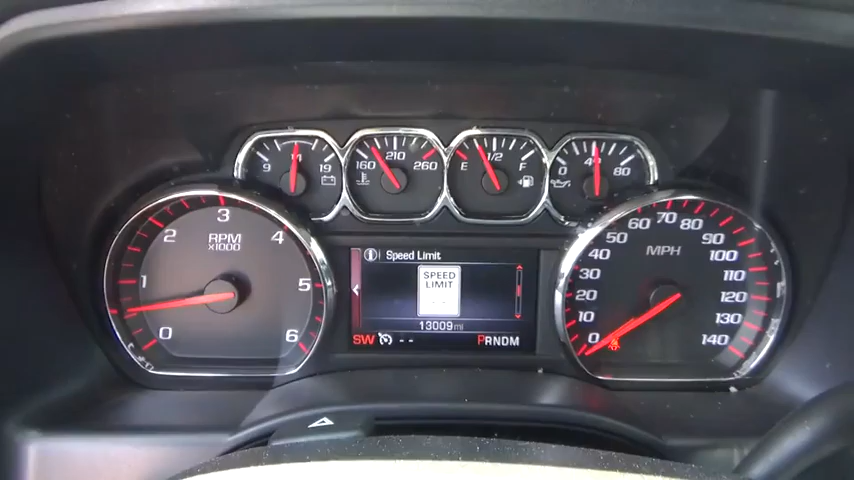 9 14 19
160 210 260
E 1/2 F
0 40 80
0 1 2 3 4 5 6
RPM
x1000
Speed Limit
SPEED
LIMIT
--
13009 mi
SW -- PRNDM
0 10 20 30 40 50 60 70 80 90 100 110 120 130 140
MPH